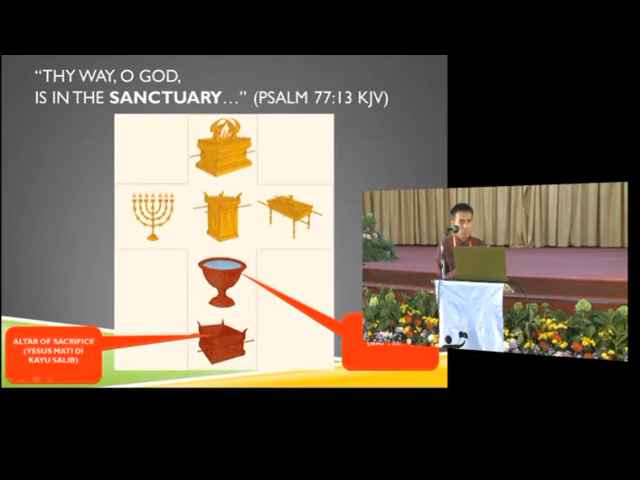 “THY WAY, O GOD,
IS IN THE SANCTUARY…” (PSALM 77:13 KJV)
ALTAR OF SACRIFICE
(YESUS MATI DI
KAYU SALIB)